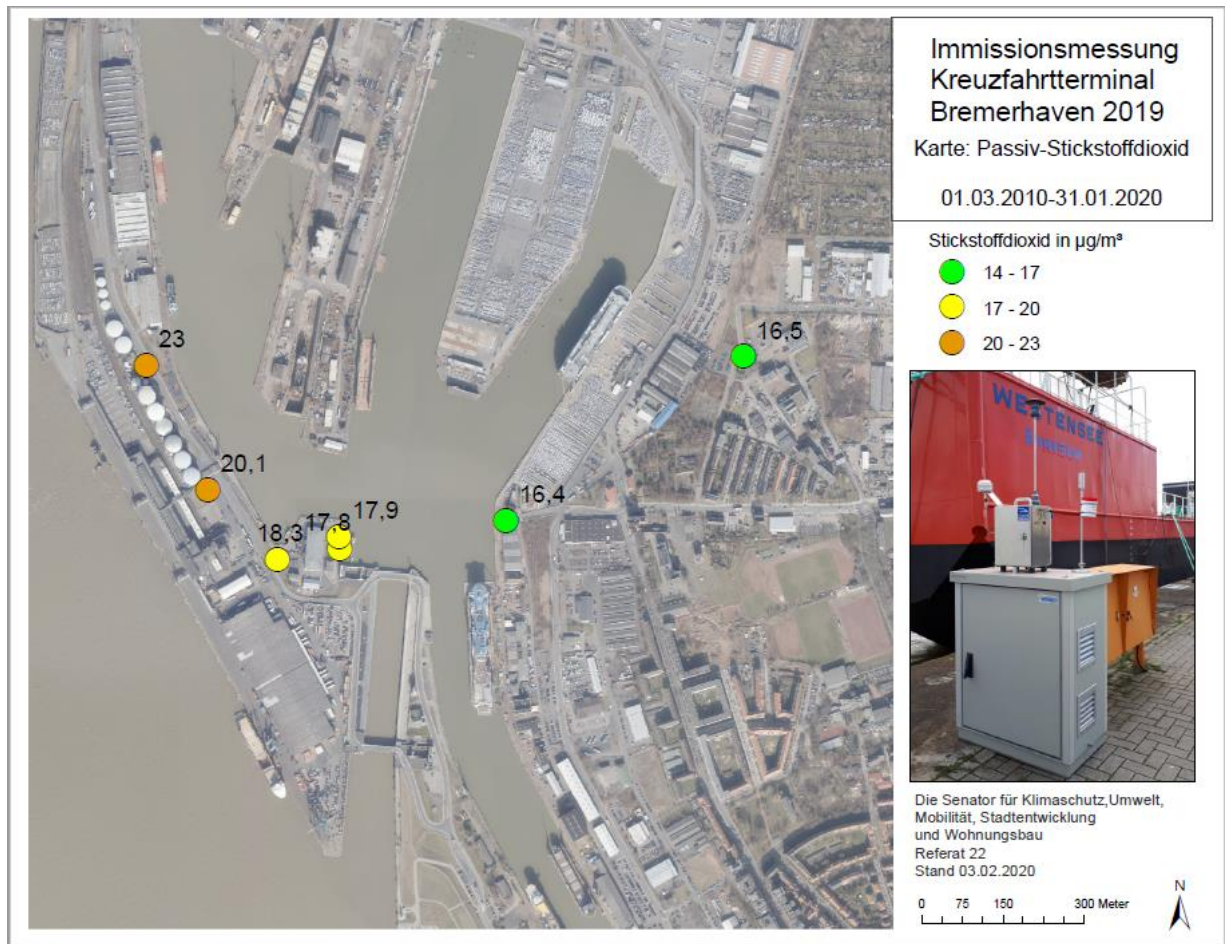 Immissionsmessung
Kreuzfahrtterminal
Bremerhaven 2019
Karte: Passiv-Stickstoffdioxid
01.03.2010-31.01.2020
Stickstoffdioxid in µg/m³
14 - 17
17 - 20
20 - 23
23
20,1
18,3
17,8
17,9
16,4
16,5
WESTENSEE
Die Senator für Klimaschutz,Umwelt,
Mobilität, Stadtentwicklung
und Wohnungsbau
Referat 22
Stand 03.02.2020
0 75 150 300 Meter
N